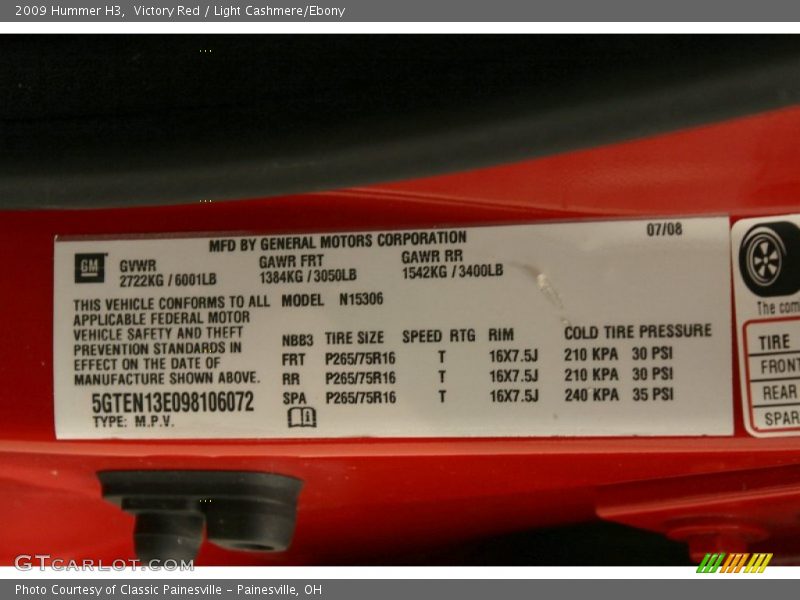 2009 Hummer H3, Victory Red / Light Cashmere/Ebony
MFD BY GENERAL MOTORS CORPORATION 07/08
GM GVWR GAWR FRT GAWR RR
2722KG / 6001LB 1384KG / 3050LB 1542KG / 3400LB
THIS VEHICLE CONFORMS TO ALL MODEL N15306
APPLICABLE FEDERAL MOTOR
VEHICLE SAFETY AND THEFT
PREVENTION STANDARDS IN
EFFECT ON THE DATE OF
MANUFACTURE SHOWN ABOVE.
NBB3 TIRE SIZE SPEED RTG RIM COLD TIRE PRESSURE
FRT P265/75R16 T 16X7.5J 210 KPA 30 PSI
RR P265/75R16 T 16X7.5J 210 KPA 30 PSI
SPA P265/75R16 T 16X7.5J 240 KPA 35 PSI
5GTEN13E098106072
TYPE: M.P.V.
The com
TIRE
FRONT
REAR
SPAR
GTcarlot.com
Photo Courtesy of Classic Painesville - Painesville, OH